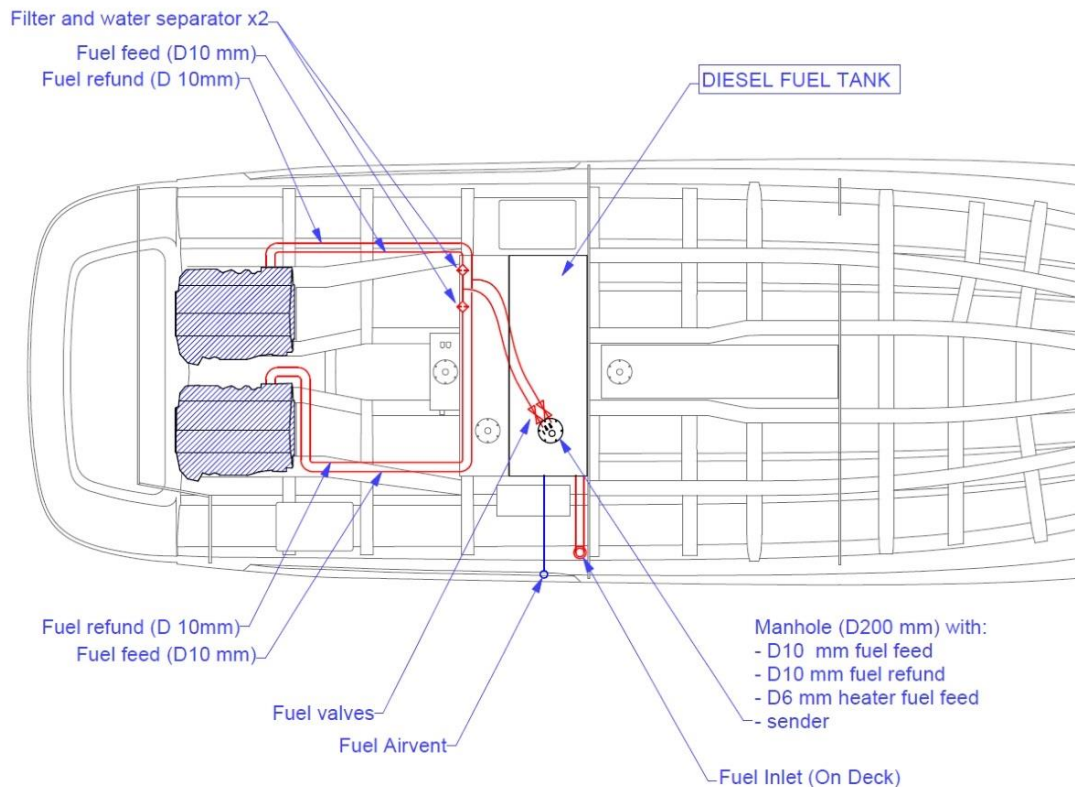 Filter and water separator x2
Fuel feed (D10 mm)
Fuel refund (D 10mm)
DIESEL FUEL TANK
Fuel refund (D 10mm)
Fuel feed (D10 mm)
Fuel valves
Fuel Airvent
Manhole (D200 mm) with:
- D10 mm fuel feed
- D10 mm fuel refund
- D6 mm heater fuel feed
- sender
Fuel Inlet (On Deck)